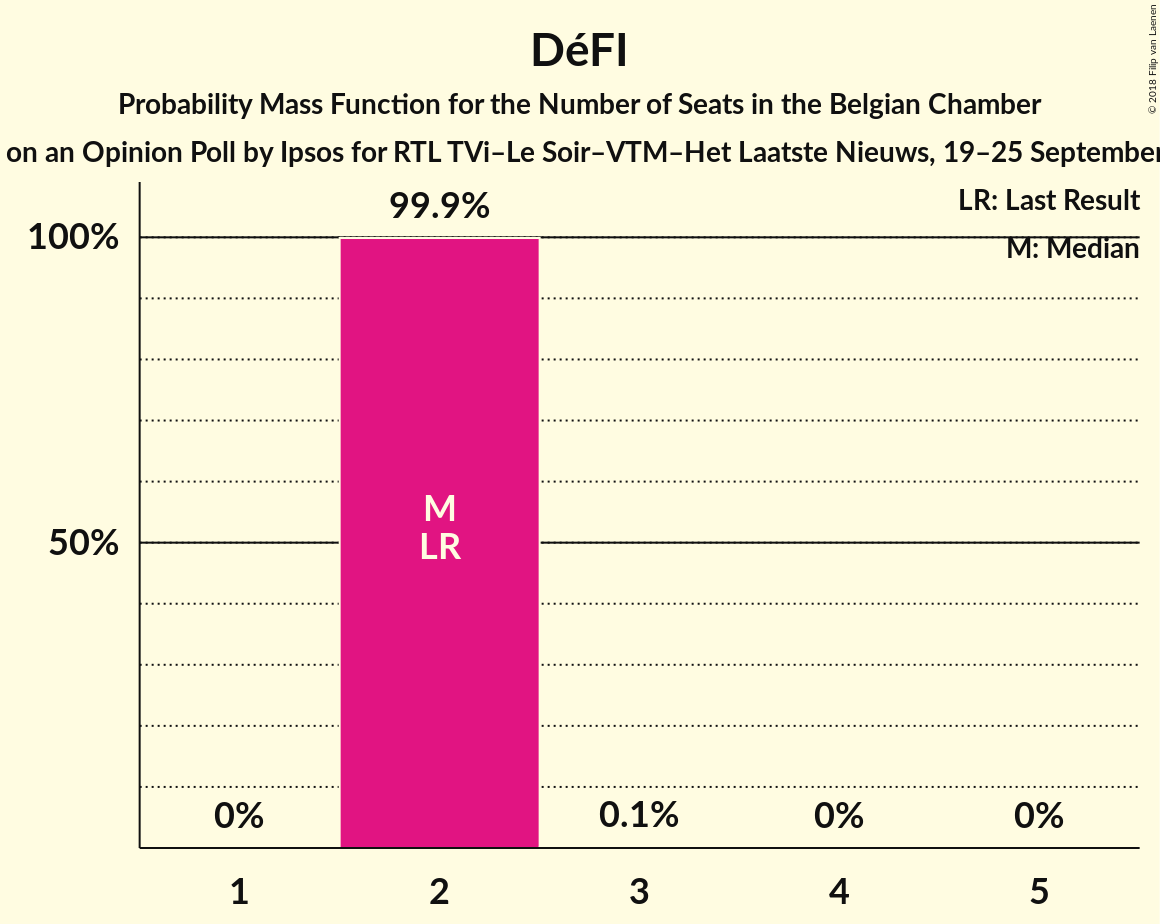 DéFI
Probability Mass Function for the Number of Seats in the Belgian Chamber
on an Opinion Poll by Ipsos for RTL TVi–Le Soir–VTM–Het Laatste Nieuws, 19–25 September
© 2018 Filip van Laenen
LR: Last Result
M: Median
99.9%
100%
50%
M
LR
0%
0.1%
0%
0%
1
2
3
4
5